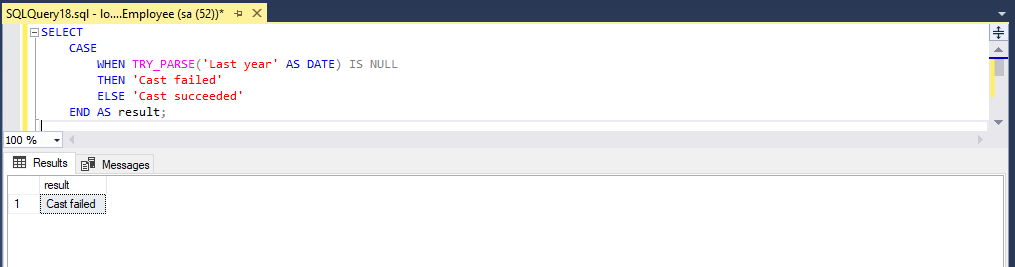 SQLQuery18.sql - lo....Employee (sa (52))*
SELECT
CASE
WHEN TRY_PARSE('Last year' AS DATE) IS NULL
THEN 'Cast failed'
ELSE 'Cast succeeded'
END AS result;
100 %
Results Messages
result
1 Cast failed